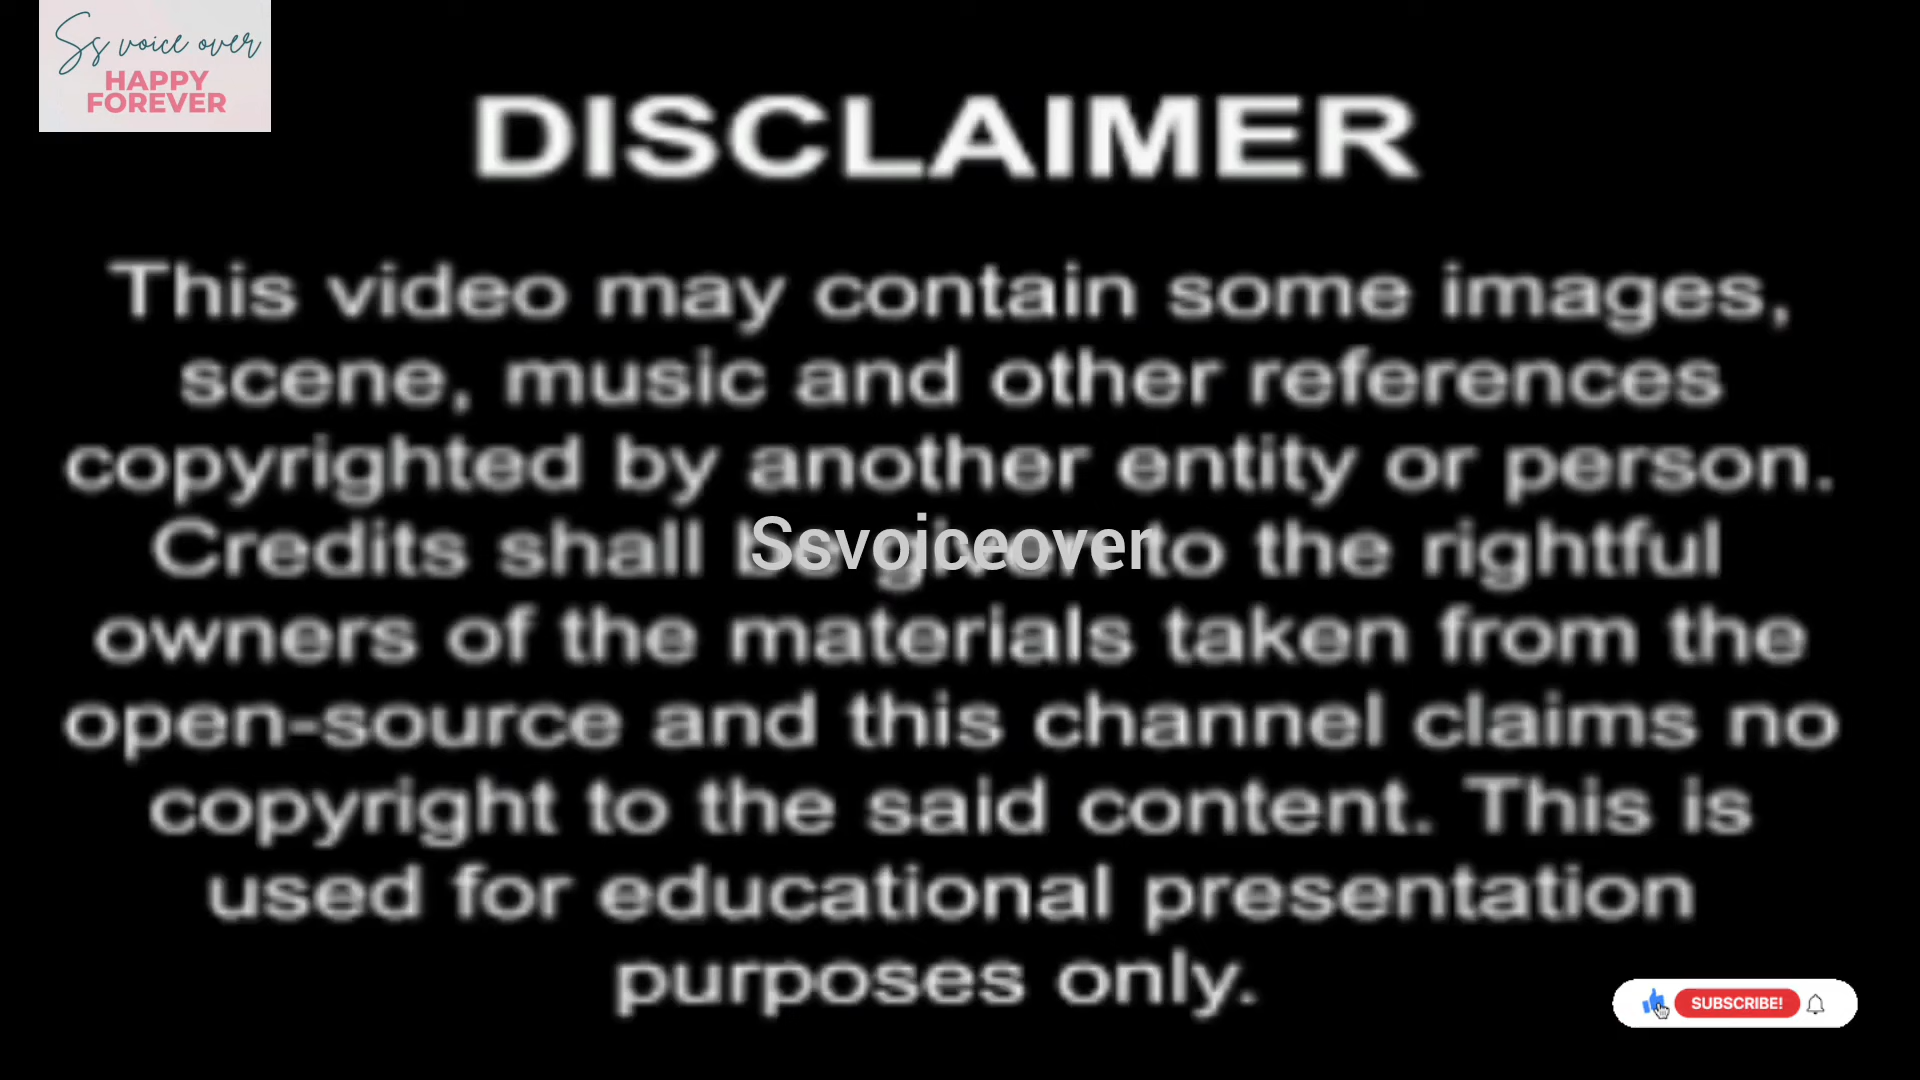 Ss voice over
HAPPY
FOREVER
DISCLAIMER
This video may contain some images,
scene, music and other references
copyrighted by another entity or person.
Credits shall be given to the rightful
Ssvoiceover
owners of the materials taken from the
open-source and this channel claims no
copyright to the said content. This is
used for educational presentation
purposes only.
SUBSCRIBE!